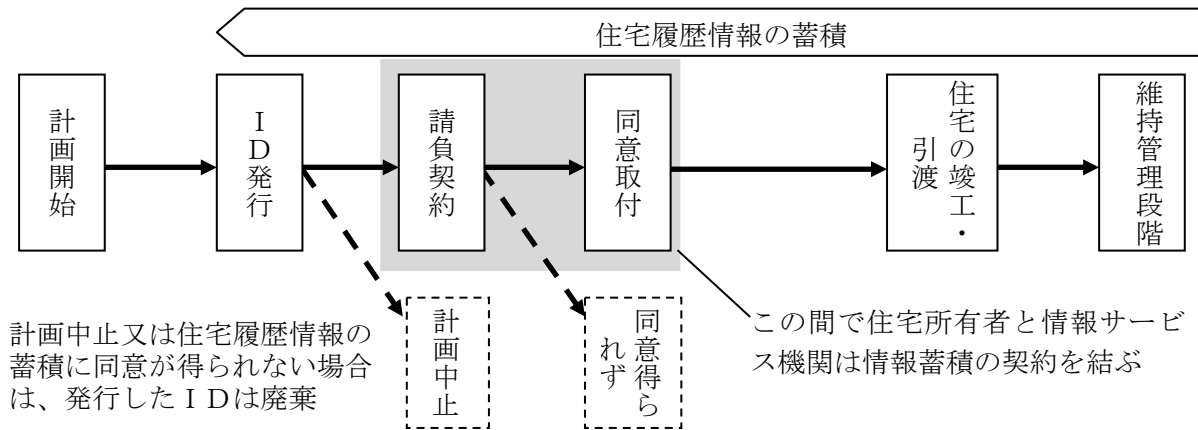 住宅履歴情報の蓄積
計画開始
ＩＤ発行
請負契約
同意取付
住宅の竣工・
引渡
維持管理段階
計画中止
同意得ら
れず
計画中止又は住宅履歴情報の
蓄積に同意が得られない場合
は、発行したＩＤは廃棄
この間で住宅所有者と情報サービ
ス機関は情報蓄積の契約を結ぶ